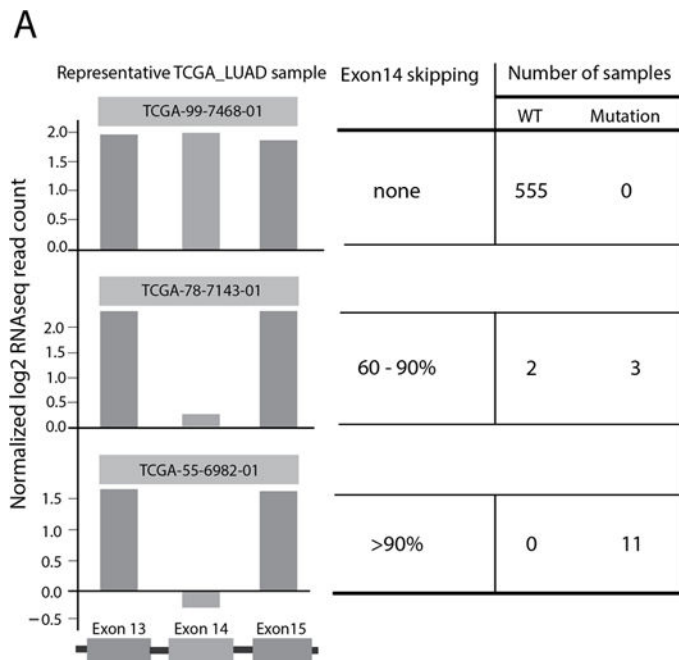 A
Representative TCGA_LUAD sample
Exon14 skipping
Number of samples
WT Mutation
Normalized log2 RNAseq read count
TCGA-99-7468-01
2.0
1.5
1.0
0.5
0.0
none 555 0
TCGA-78-7143-01
2.0
1.5
1.0
0.5
0.0
60 - 90% 2 3
TCGA-55-6982-01
1.5
1.0
0.5
0.0
−0.5
>90% 0 11
Exon 13 Exon 14 Exon15